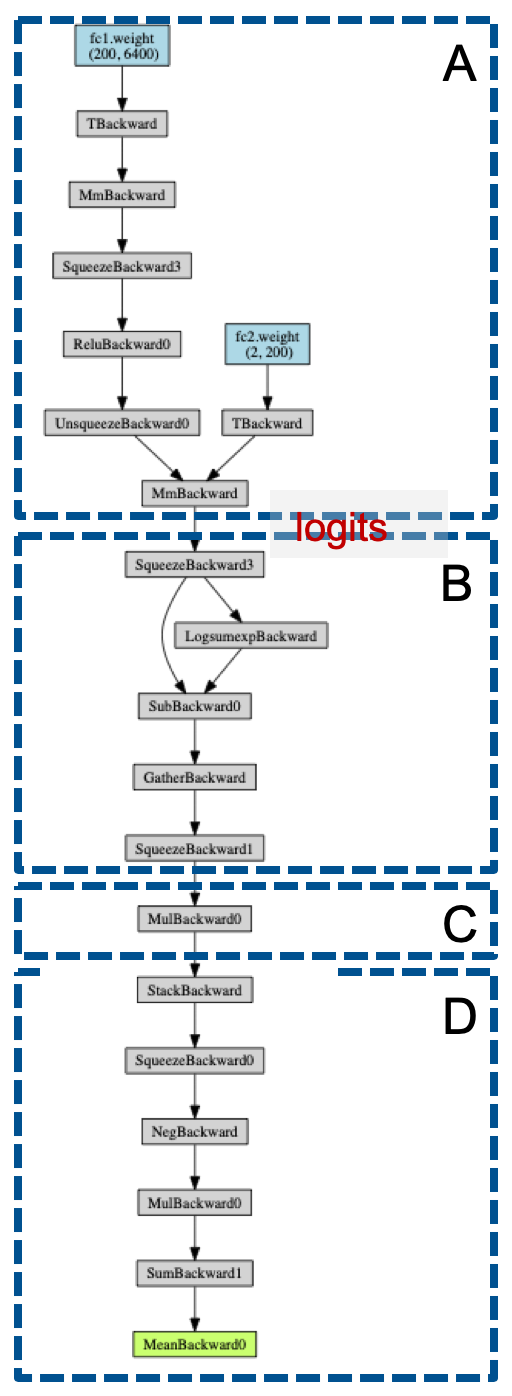 fc1.weight
(200, 6400)
A
TBackward
MmBackward
SqueezeBackward3
ReluBackward0
fc2.weight
(2, 200)
UnsqueezeBackward0
TBackward
MmBackward
logits
SqueezeBackward3
B
LogsumexpBackward
SubBackward0
GatherBackward
SqueezeBackward1
MulBackward0
C
StackBackward
D
SqueezeBackward0
NegBackward
MulBackward0
SumBackward1
MeanBackward0